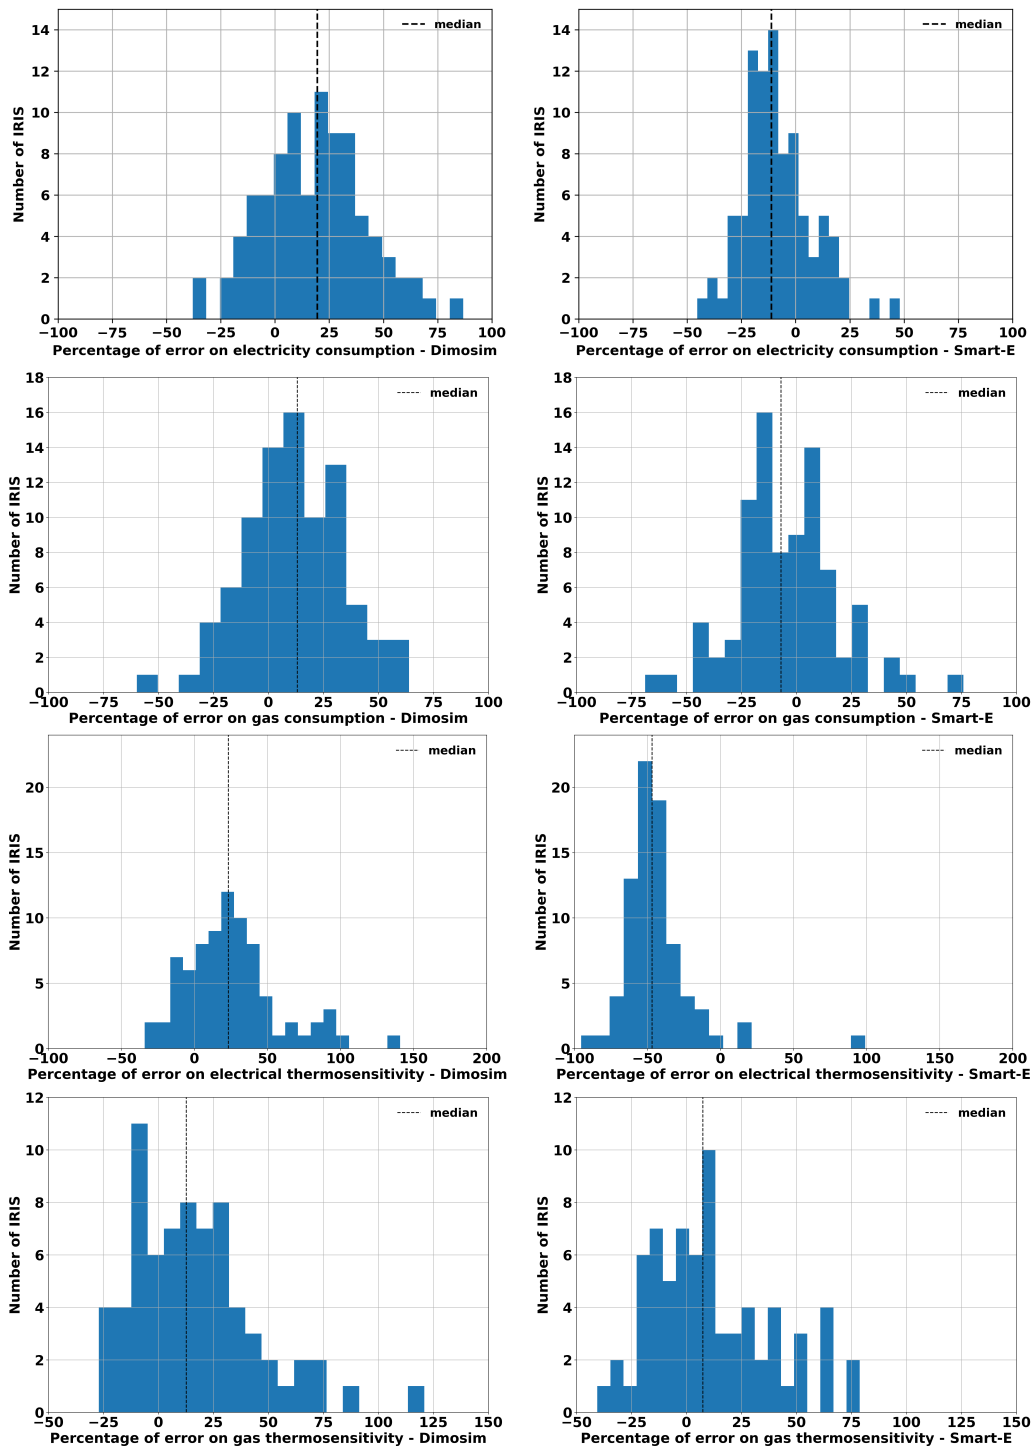 median
14
12
10
8
6
4
2
0
Number of IRIS
−100 −75 −50 −25 0 25 50 75 100
Percentage of error on electricity consumption - Dimosim
median
14
12
10
8
6
4
2
0
Number of IRIS
−100 −75 −50 −25 0 25 50 75 100
Percentage of error on electricity consumption - Smart-E
median
18
16
14
12
10
8
6
4
2
0
Number of IRIS
−100 −75 −50 −25 0 25 50 75 100
Percentage of error on gas consumption - Dimosim
median
18
16
14
12
10
8
6
4
2
0
Number of IRIS
−100 −75 −50 −25 0 25 50 75 100
Percentage of error on gas consumption - Smart-E
median
20
15
10
5
0
Number of IRIS
−100 −50 0 50 100 150 200
Percentage of error on electrical thermosensitivity - Dimosim
median
20
15
10
5
0
Number of IRIS
−100 −50 0 50 100 150 200
Percentage of error on electrical thermosensitivity - Smart-E
median
12
10
8
6
4
2
0
Number of IRIS
−50 −25 0 25 50 75 100 125 150
Percentage of error on gas thermosensitivity - Dimosim
median
12
10
8
6
4
2
0
Number of IRIS
−50 −25 0 25 50 75 100 125 150
Percentage of error on gas thermosensitivity - Smart-E